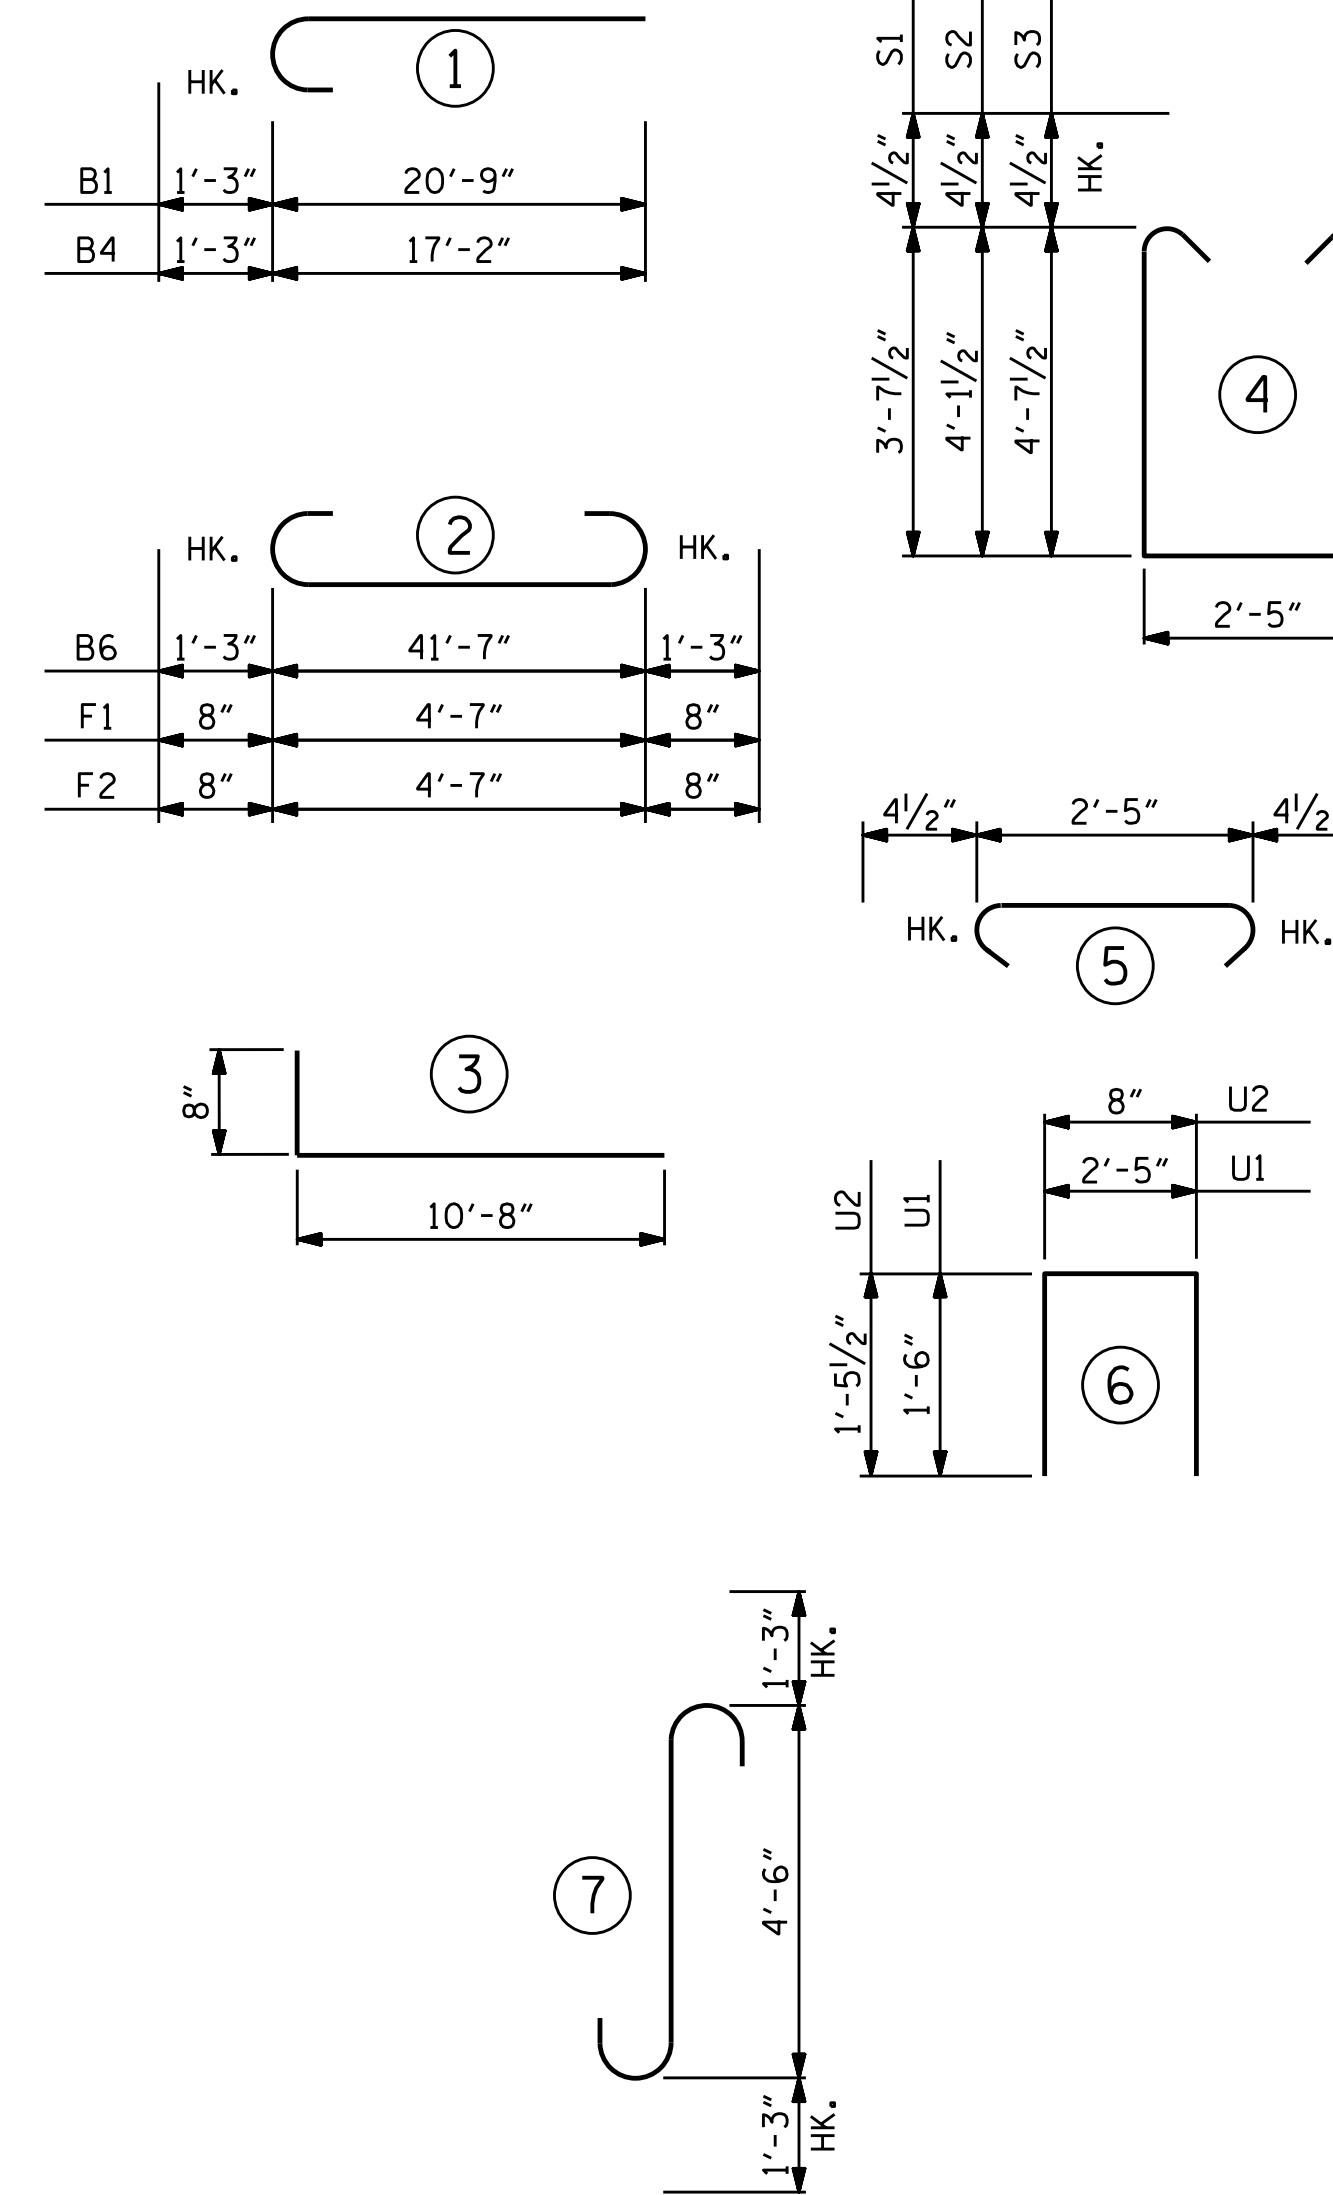 HK.
1
B1 1'-3" 20'-9"
B4 1'-3" 17'-2"
HK.
2
HK.
B6 1'-3" 41'-7" 1'-3"
F1 8" 4'-7" 8"
F2 8" 4'-7" 8"
3
8"
10'-8"
S1
S2
S3
4½"
4½"
4½"
HK.
3'-7½"
4'-1½"
4'-7½"
4
2'-5"
4½" 2'-5" 4½
HK.
5
HK.
8" U2
2'-5" U1
U2
U1
1'-5½"
1'-6"
6
1'-3"
HK.
7
4'-6"
1'-3"
HK.